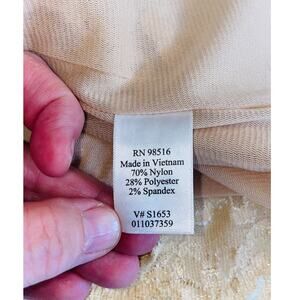 RN 98516
Made in Vietnam
70% Nylon
28% Polyester
2% Spandex
V# S1653
011037359